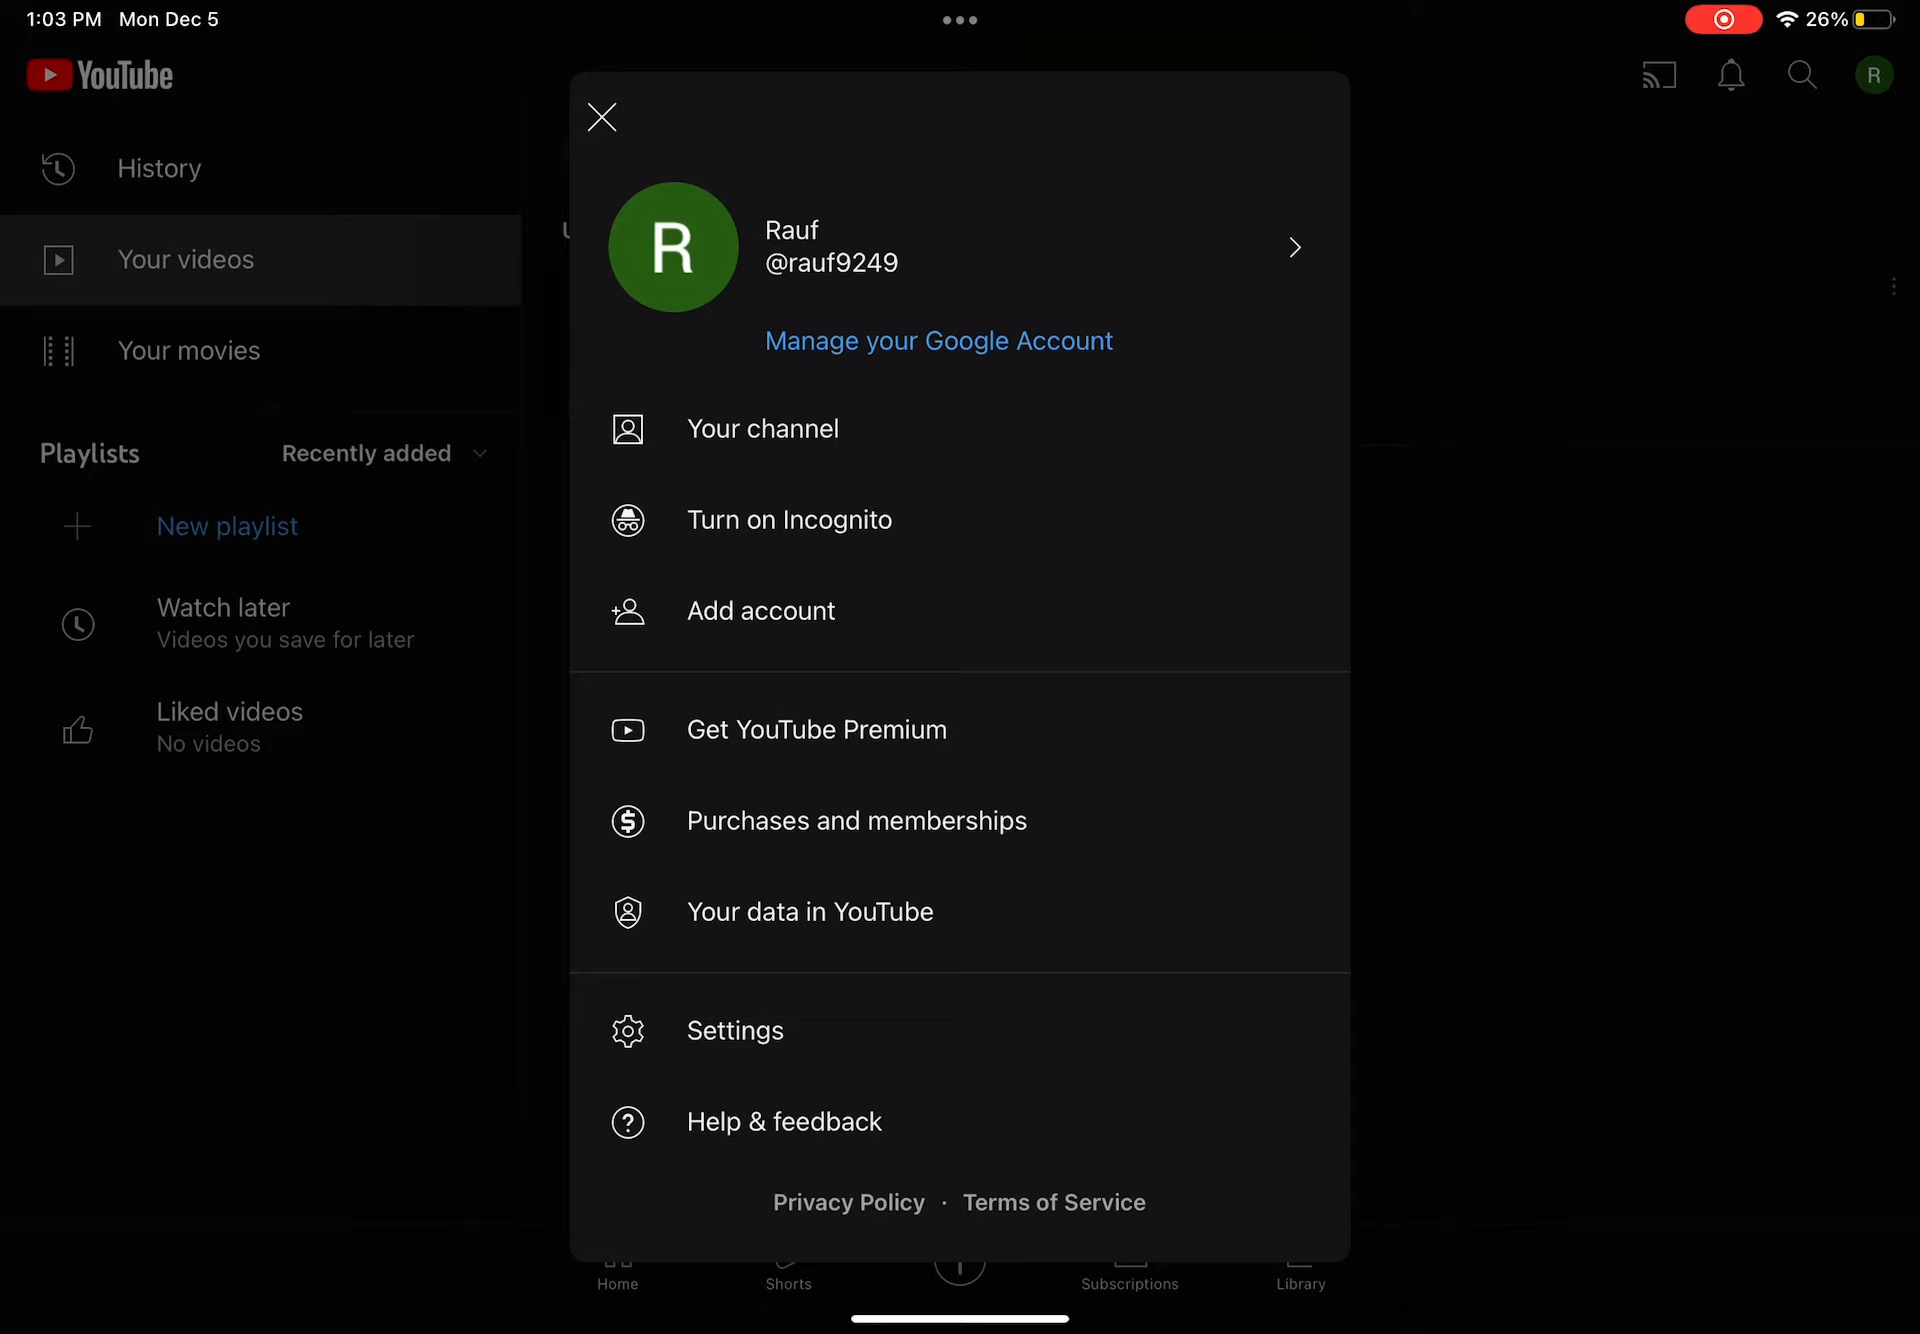 1:03 PM Mon Dec 5
26%
YouTube
R
History
Your videos
Your movies
Playlists
Recently added
New playlist
Watch later
Videos you save for later
Liked videos
No videos
R
Rauf
@rauf9249
Manage your Google Account
Your channel
Turn on Incognito
Add account
Get YouTube Premium
Purchases and memberships
Your data in YouTube
Settings
Help & feedback
Privacy Policy · Terms of Service
Home
Shorts
Subscriptions
Library